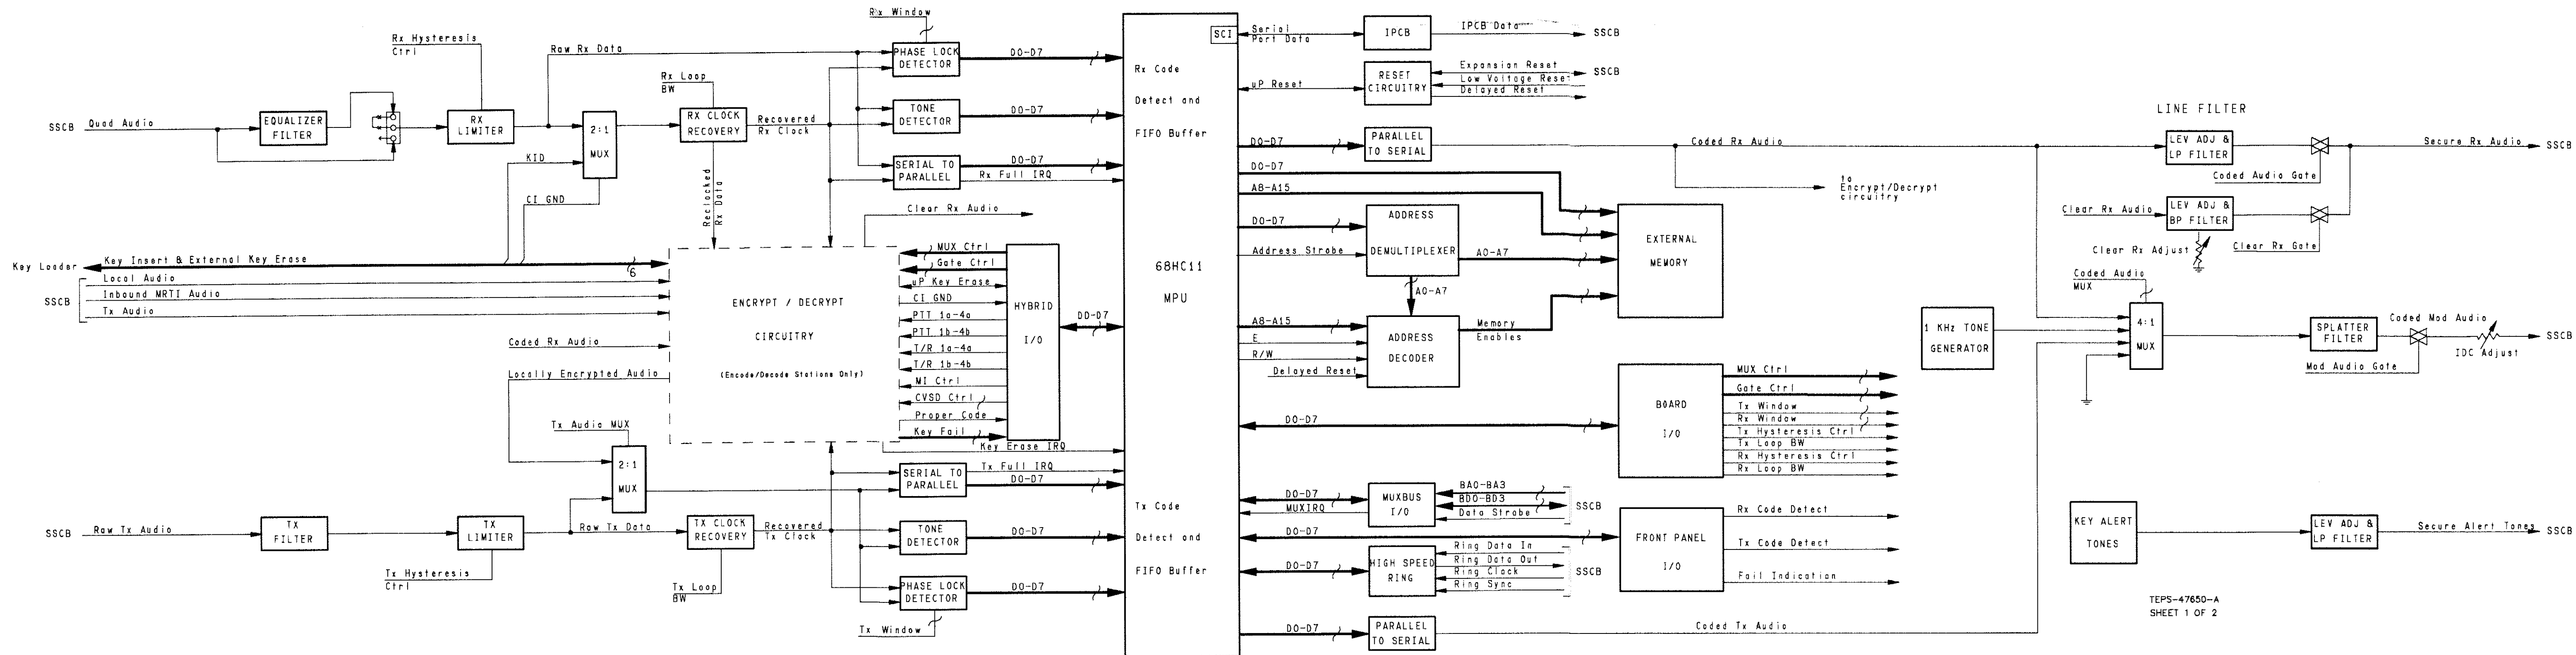 SSCB
Quad Audio
EQUALIZER
FILTER
Rx Hysteresis
Ctrl
RX
LIMITER
Raw Rx Data
2:1
MUX
KID
CI GND
Rx Loop
BW
RX CLOCK
RECOVERY
Recovered
Rx Clock
Reclocked
Rx Data
Rx Window
PHASE LOCK
DETECTOR
D0-D7
TONE
DETECTOR
D0-D7
SERIAL TO
PARALLEL
D0-D7
Rx Full IRQ
Clear Rx Audio
Key Loader
Key Insert & External Key Erase
6
SSCB
Local Audio
Inbound MRTI Audio
Tx Audio
Coded Rx Audio
Locally Encrypted Audio
ENCRYPT / DECRYPT
CIRCUITRY
(Encode/Decode Stations Only)
MUX Ctrl
Gate Ctrl
uP Key Erase
CI GND
PTT 1a-4a
PTT 1b-4b
T/R 1a-4a
T/R 1b-4b
MI Ctrl
CVSD Ctrl
Proper Code
Key Fail
HYBRID
I/O
D0-D7
Key Erase IRQ
Tx Audio MUX
2:1
MUX
SERIAL TO
PARALLEL
Tx Full IRQ
D0-D7
SSCB
Raw Tx Audio
TX
FILTER
TX
LIMITER
Tx Hysteresis
Ctrl
Raw Tx Data
TX CLOCK
RECOVERY
Tx Loop
BW
Recovered
Tx Clock
TONE
DETECTOR
D0-D7
PHASE LOCK
DETECTOR
D0-D7
Tx Window
SCI
Rx Code
Detect and
FIFO Buffer
68HC11
MPU
Tx Code
Detect and
FIFO Buffer
Serial
Port Data
IPCB
IPCB Data
SSCB
uP Reset
RESET
CIRCUITRY
Expansion Reset
Low Voltage Reset
Delayed Reset
SSCB
D0-D7
PARALLEL
TO SERIAL
Coded Rx Audio
to
Encrypt/Decrypt
circuitry
D0-D7
A8-A15
D0-D7
Address Strobe
ADDRESS
DEMULTIPLEXER
A0-A7
A0-A7
EXTERNAL
MEMORY
A8-A15
E
R/W
Delayed Reset
ADDRESS
DECODER
Memory
Enables
D0-D7
BOARD
I/O
MUX Ctrl
Gate Ctrl
Tx Window
Rx Window
Tx Hysteresis Ctrl
Tx Loop BW
Rx Hysteresis Ctrl
Rx Loop BW
D0-D7
MUXIRQ
MUXBUS
I/O
BA0-BA3
BD0-BD3
Data Strobe
SSCB
D0-D7
FRONT PANEL
I/O
Rx Code Detect
Tx Code Detect
Fail Indication
D0-D7
HIGH SPEED
RING
Ring Data In
Ring Data Out
Ring Clock
Ring Sync
SSCB
D0-D7
PARALLEL
TO SERIAL
Coded Tx Audio
LINE FILTER
LEV ADJ &
LP FILTER
Coded Audio Gate
Secure Rx Audio
SSCB
Clear Rx Audio
LEV ADJ &
BP FILTER
Clear Rx Adjust
Clear Rx Gate
Coded Audio
MUX
1 KHz TONE
GENERATOR
4:1
MUX
SPLATTER
FILTER
Coded Mod Audio
Mod Audio Gate
IDC Adjust
SSCB
KEY ALERT
TONES
LEV ADJ &
LP FILTER
Secure Alert Tones
SSCB
TEPS-47650-A
SHEET 1 OF 2